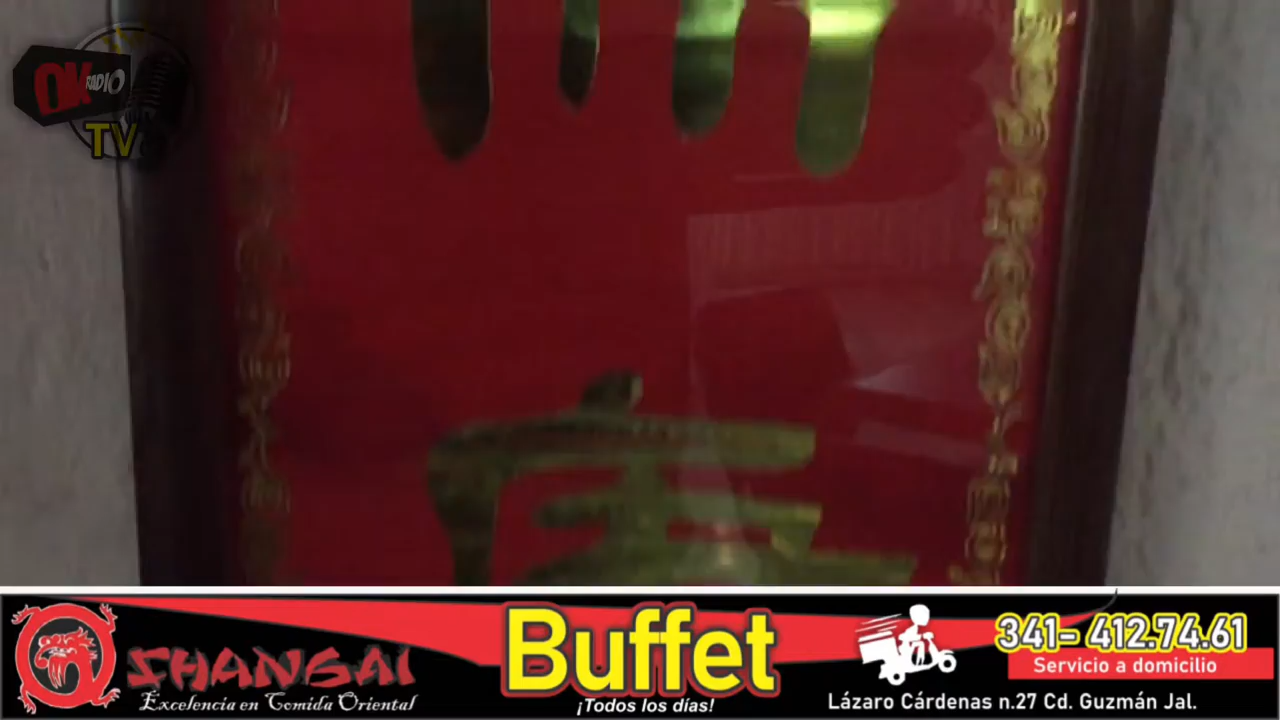 OK RADIO
TV
SHANGAI
Excelencia en Comida Oriental
Buffet
¡Todos los días!
341- 412.74.61
Servicio a domicilio
Lázaro Cárdenas n.27 Cd. Guzmán Jal.